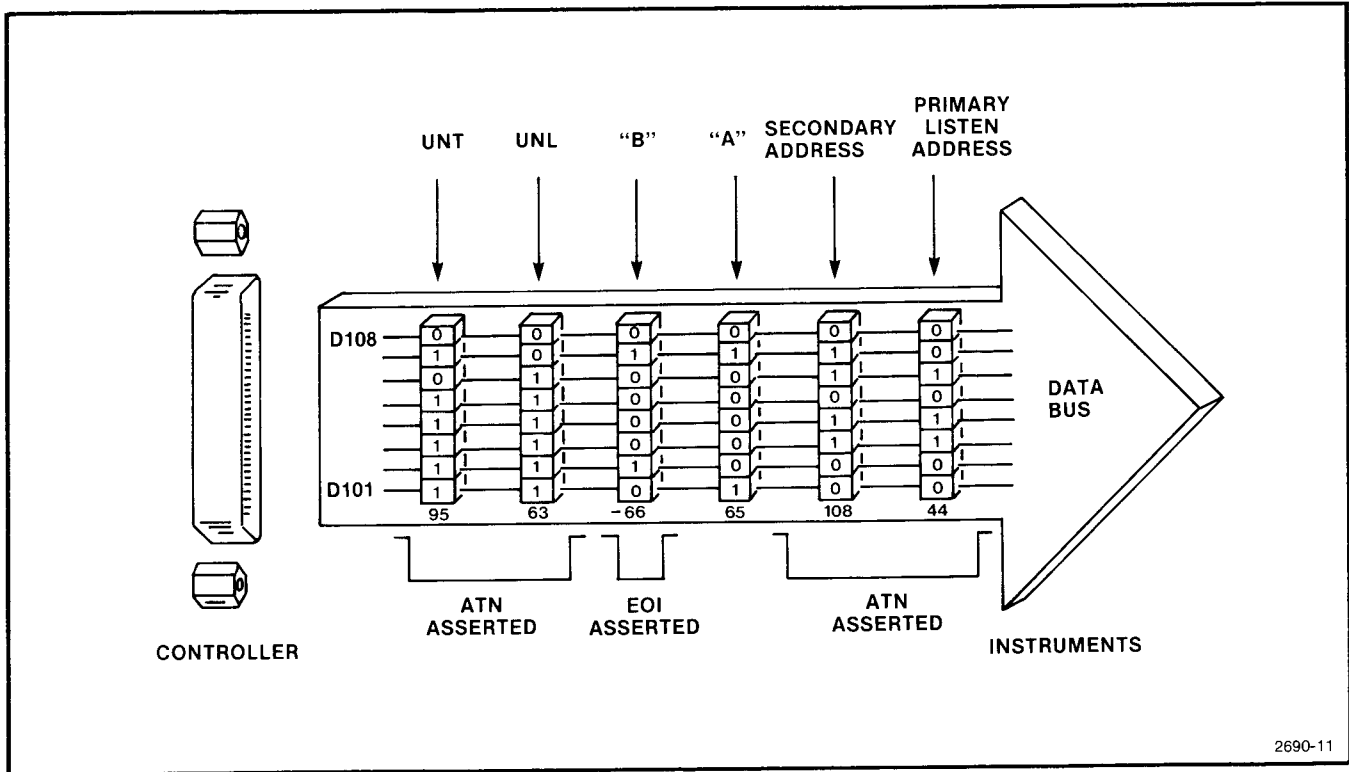 UNT UNL "B" "A" SECONDARY ADDRESS PRIMARY LISTEN ADDRESS
D108 0 0 0 0 0 0
1 0 1 1 1 0
0 1 0 0 1 1
1 1 0 0 0 0
1 1 0 0 1 1
1 1 0 0 1 1
1 1 1 0 0 0
D101 1 1 0 1 0 0
95 63 -66 65 108 44
DATA
BUS
ATN
ASSERTED
EOI
ASSERTED
ATN
ASSERTED
CONTROLLER
INSTRUMENTS
2690-11